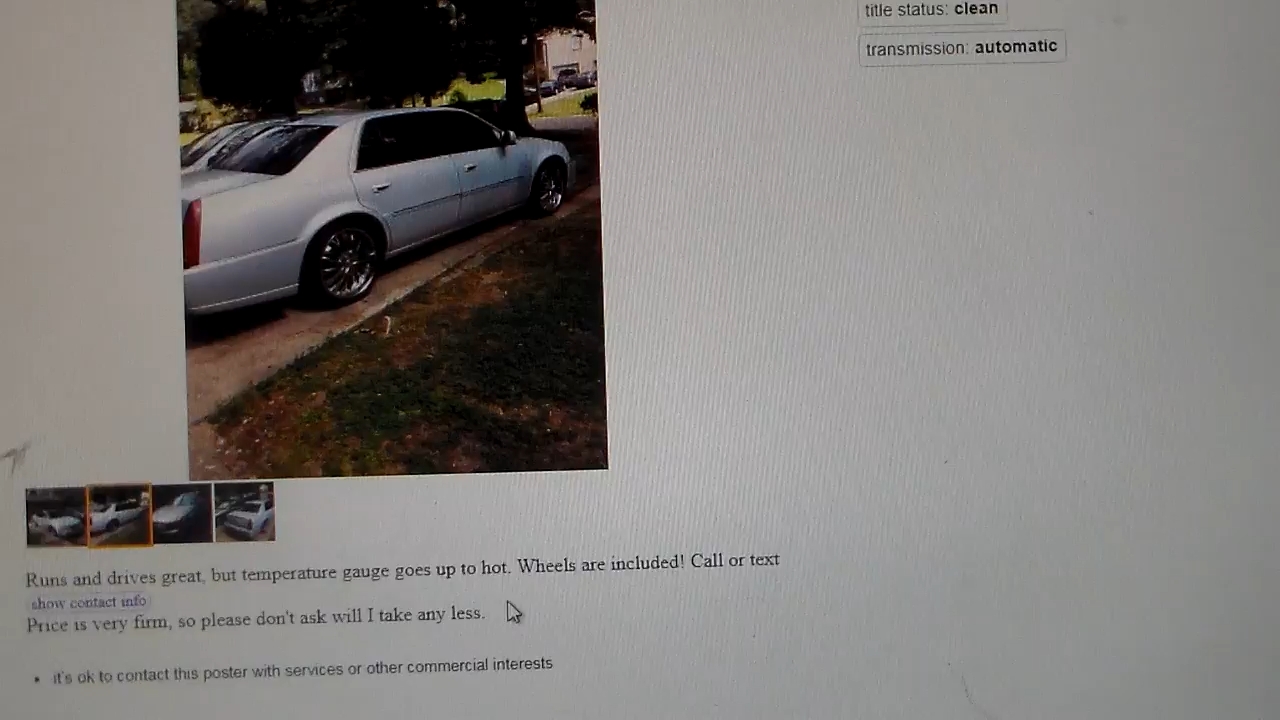 title status: clean
transmission: automatic
Runs and drives great, but temperature gauge goes up to hot. Wheels are included! Call or text
show contact info
Price is very firm, so please don't ask will I take any less.
it's ok to contact this poster with services or other commercial interests